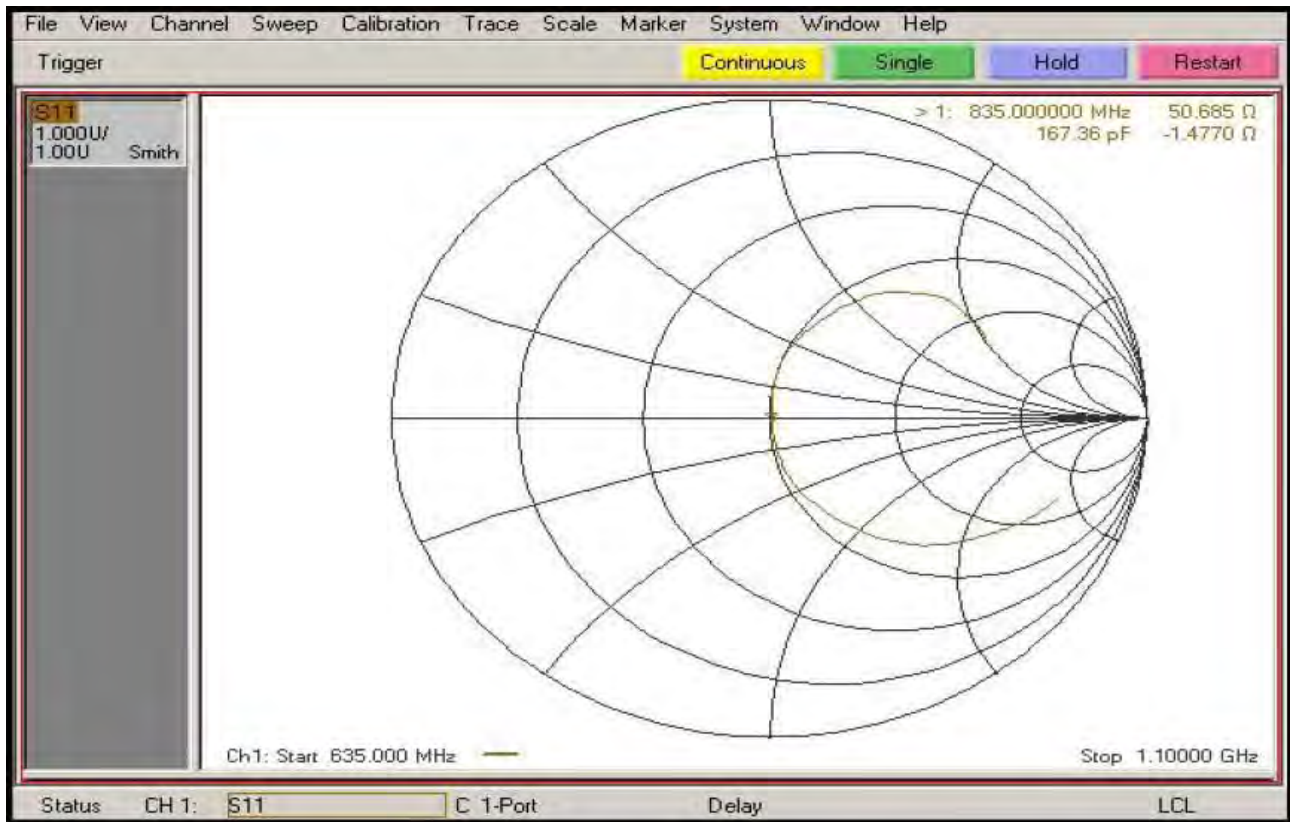 File View Channel Sweep Calibration Trace Scale Marker System Window Help
Trigger Continuous Single Hold Restart
S11
1.000U/
1.00U Smith
> 1: 835.000000 MHz 50.685 Ω
167.36 pF -1.4770 Ω
Ch1: Start 635.000 MHz
Stop 1.10000 GHz
Status CH 1: S11 C 1-Port Delay LCL